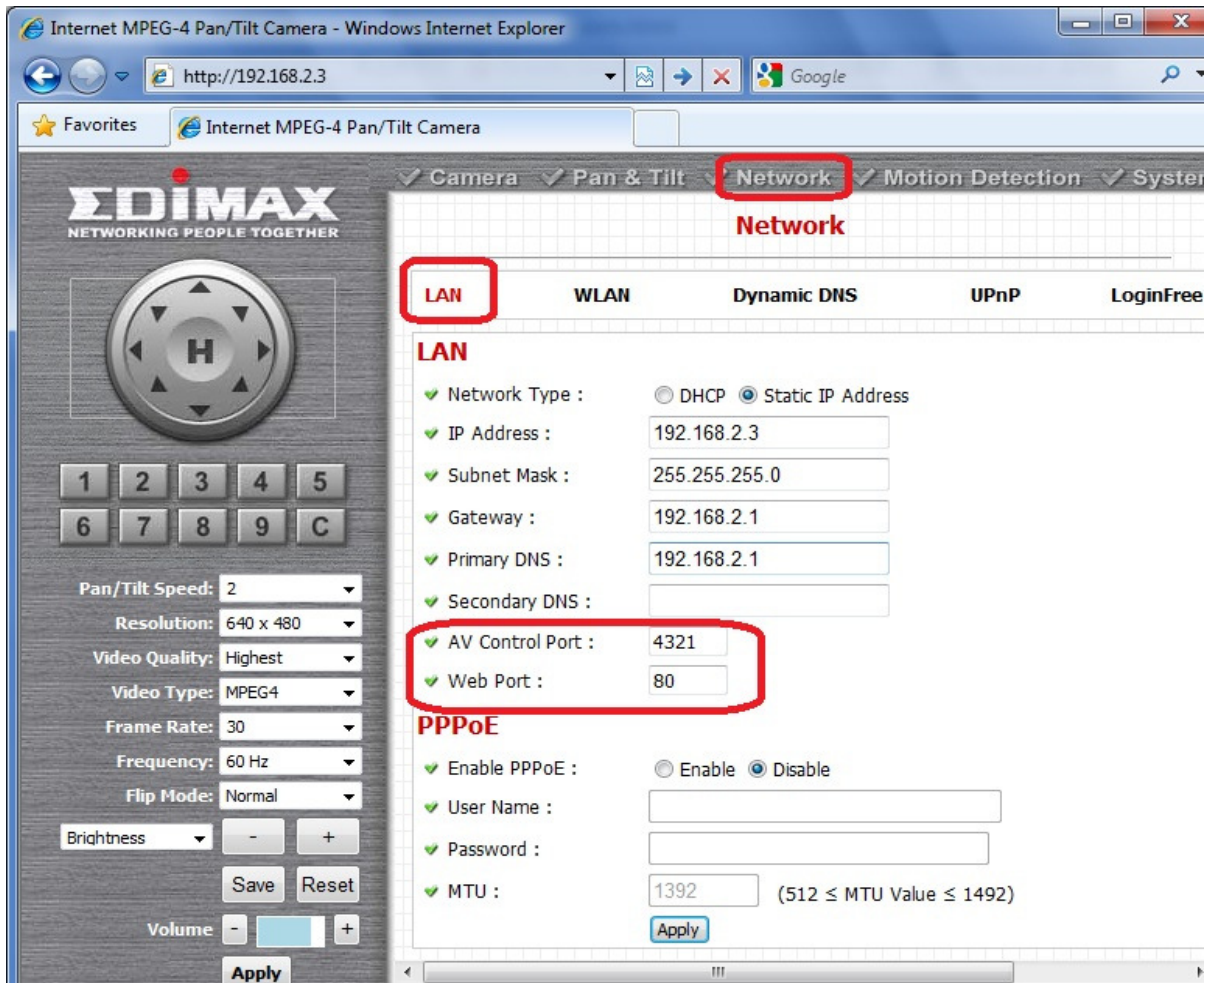 Internet MPEG-4 Pan/Tilt Camera - Windows Internet Explorer
http://192.168.2.3
Google
Favorites
Internet MPEG-4 Pan/Tilt Camera
EDIMAX
NETWORKING PEOPLE TOGETHER
Camera Pan & Tilt Network Motion Detection System
Network
LAN WLAN Dynamic DNS UPnP LoginFree
H
1 2 3 4 5
6 7 8 9 C
Pan/Tilt Speed: 2
Resolution: 640 x 480
Video Quality: Highest
Video Type: MPEG4
Frame Rate: 30
Frequency: 60 Hz
Flip Mode: Normal
Brightness - +
Save Reset
Volume - +
Apply
LAN
Network Type : DHCP Static IP Address
IP Address : 192.168.2.3
Subnet Mask : 255.255.255.0
Gateway : 192.168.2.1
Primary DNS : 192.168.2.1
Secondary DNS :
AV Control Port : 4321
Web Port : 80
PPPoE
Enable PPPoE : Enable Disable
User Name :
Password :
MTU : 1392 (512 ≤ MTU Value ≤ 1492)
Apply